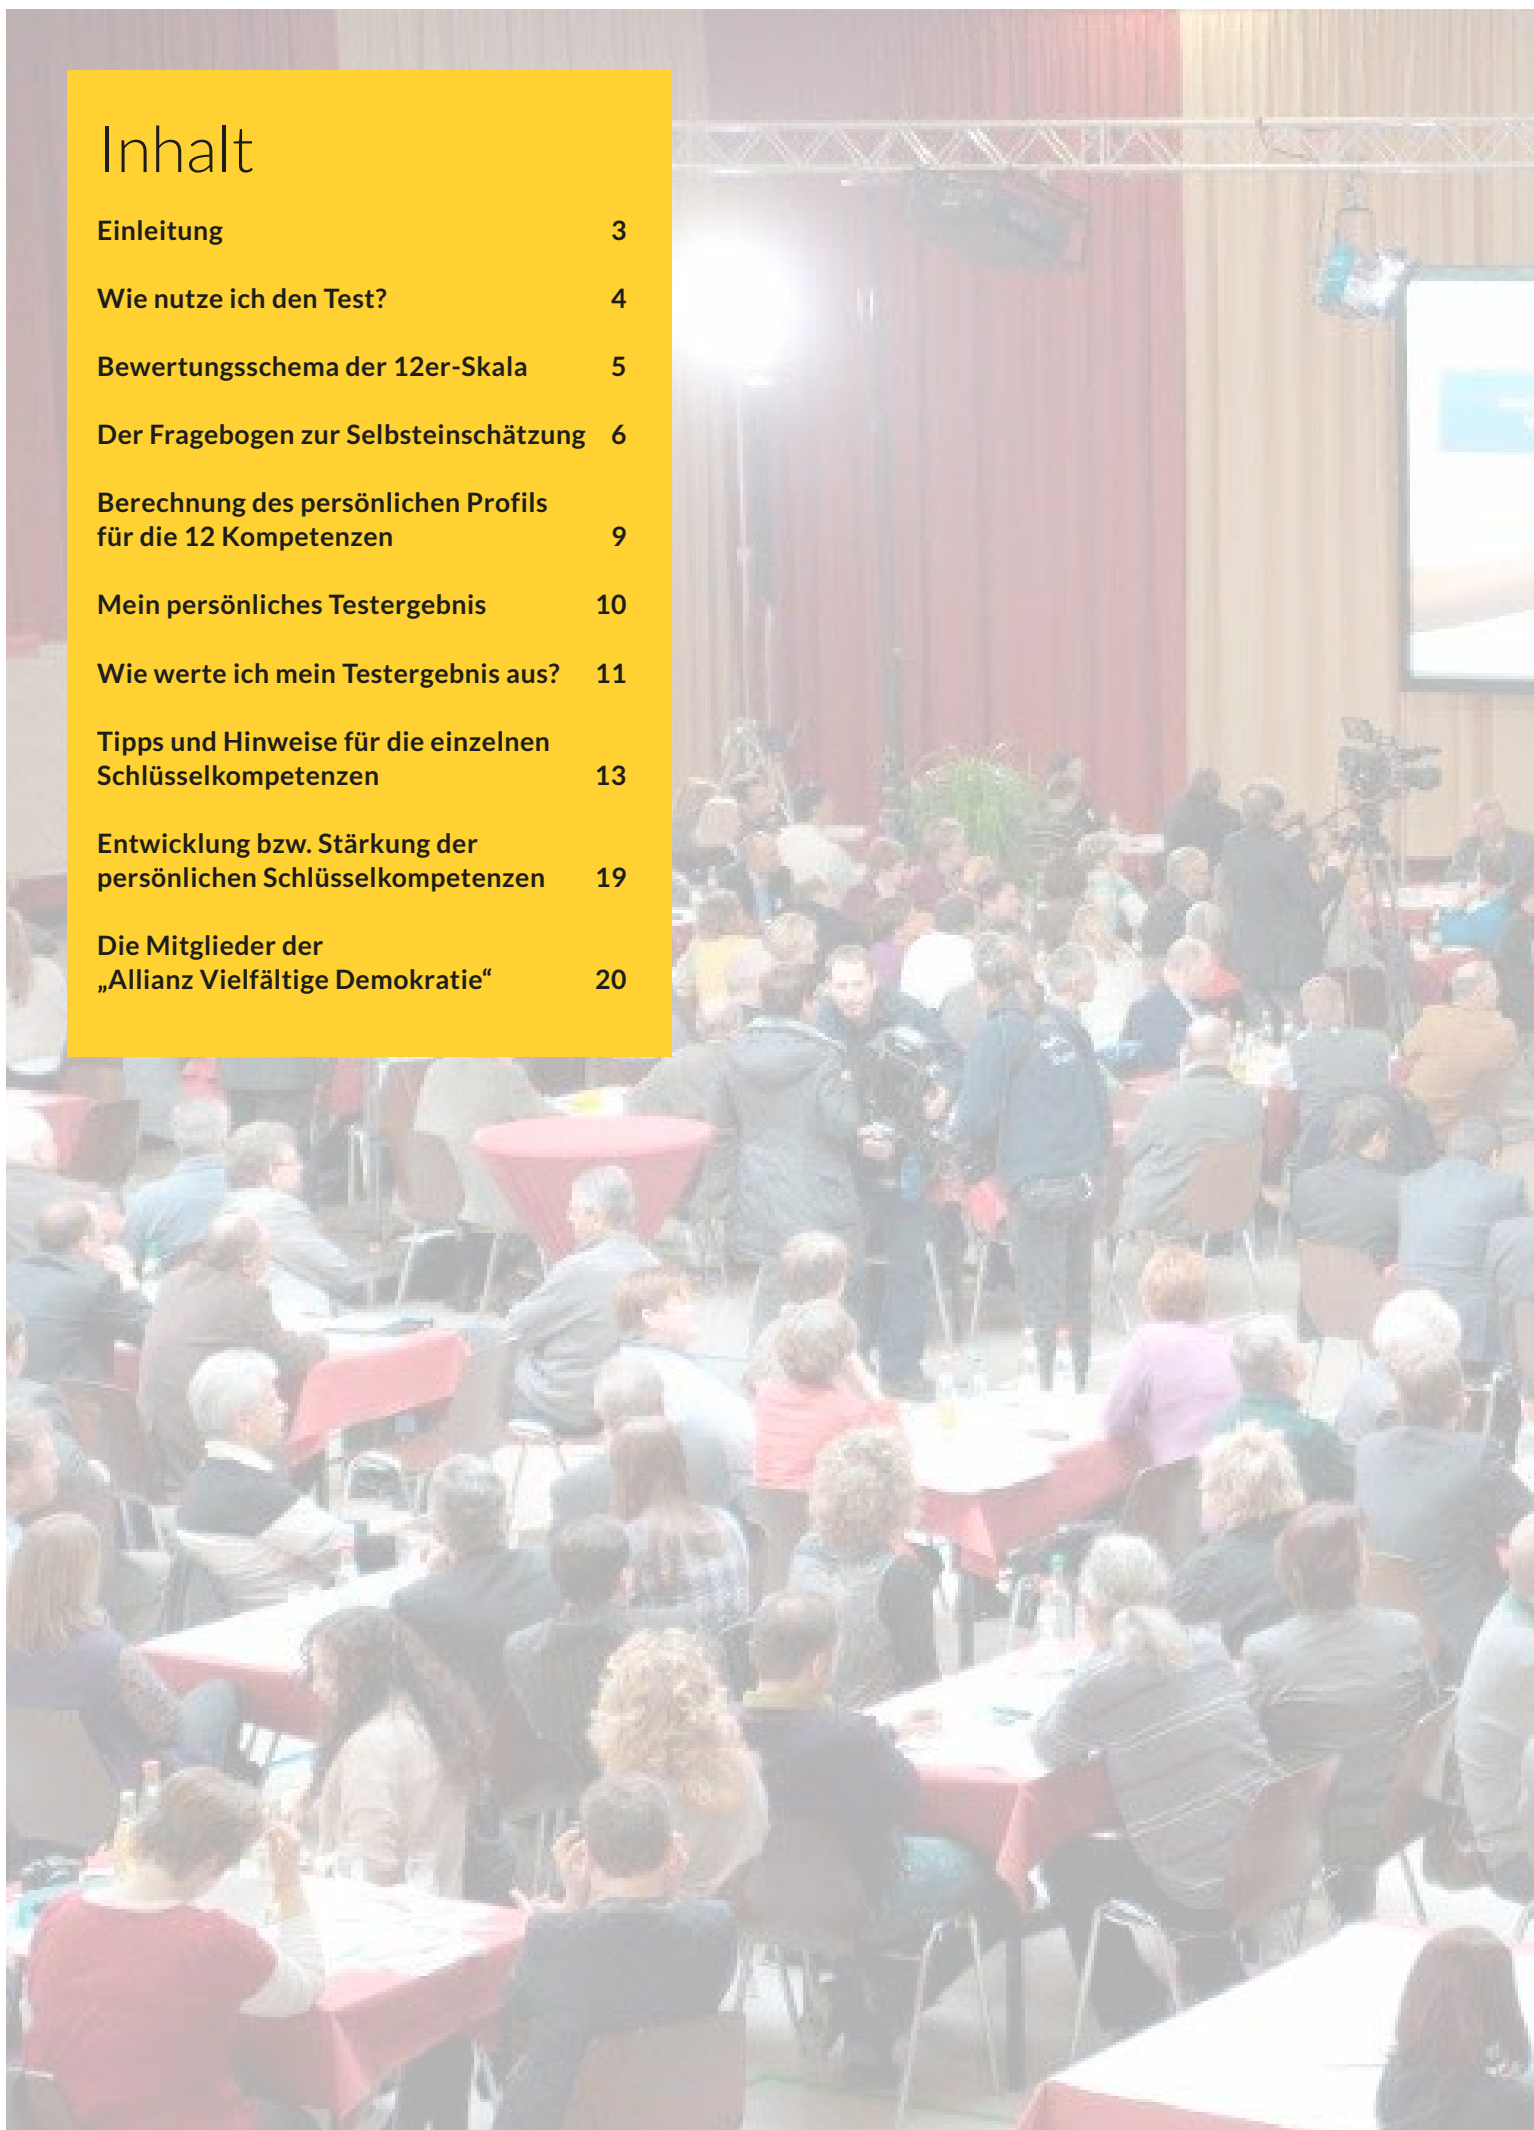 Inhalt
Einleitung 3
Wie nutze ich den Test? 4
Bewertungsschema der 12er-Skala 5
Der Fragebogen zur Selbsteinschätzung 6
Berechnung des persönlichen Profils
für die 12 Kompetenzen 9
Mein persönliches Testergebnis 10
Wie werte ich mein Testergebnis aus? 11
Tipps und Hinweise für die einzelnen
Schlüsselkompetenzen 13
Entwicklung bzw. Stärkung der
persönlichen Schlüsselkompetenzen 19
Die Mitglieder der
„Allianz Vielfältige Demokratie“ 20